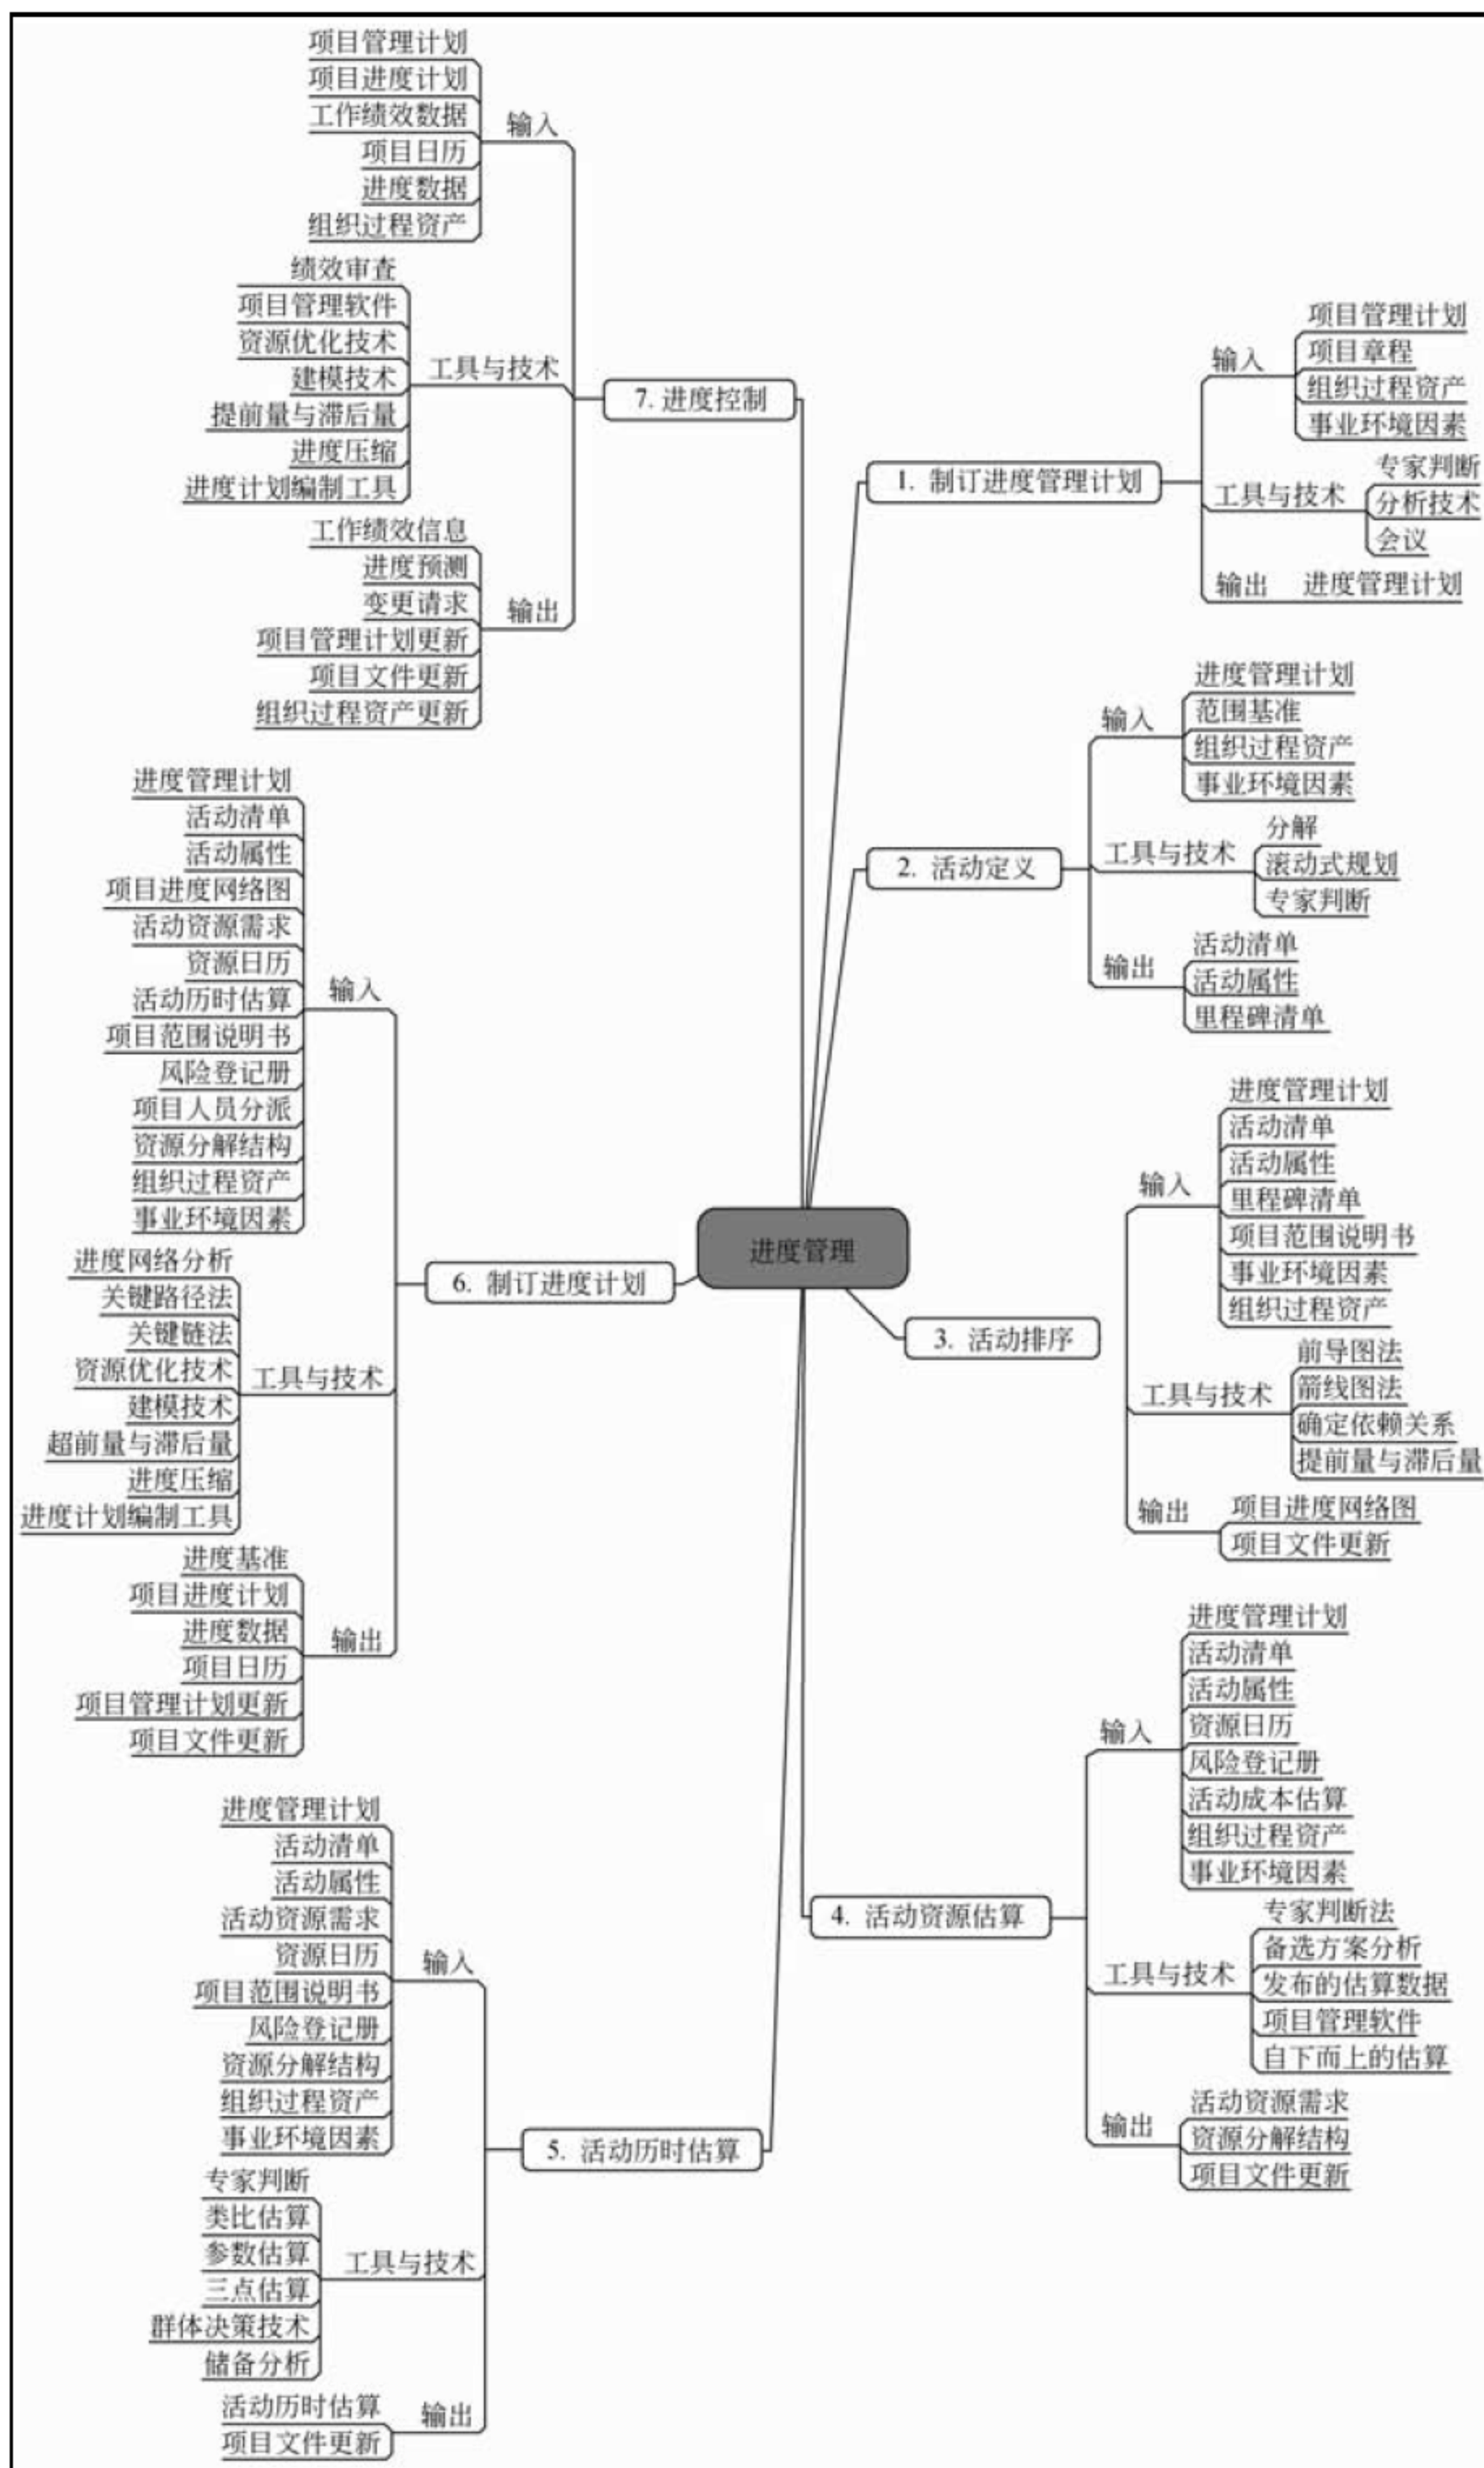 进度管理
1. 制订进度管理计划
输入
项目管理计划
项目章程
组织过程资产
事业环境因素
工具与技术
专家判断
分析技术
会议
输出
进度管理计划
2. 活动定义
输入
进度管理计划
范围基准
组织过程资产
事业环境因素
工具与技术
分解
滚动式规划
专家判断
输出
活动清单
活动属性
里程碑清单
3. 活动排序
输入
进度管理计划
活动清单
活动属性
里程碑清单
项目范围说明书
事业环境因素
组织过程资产
工具与技术
前导图法
箭线图法
确定依赖关系
提前量与滞后量
输出
项目进度网络图
项目文件更新
4. 活动资源估算
输入
进度管理计划
活动清单
活动属性
资源日历
风险登记册
活动成本估算
组织过程资产
事业环境因素
工具与技术
专家判断法
备选方案分析
发布的估算数据
项目管理软件
自下而上的估算
输出
活动资源需求
资源分解结构
项目文件更新
5. 活动历时估算
输入
进度管理计划
活动清单
活动属性
活动资源需求
资源日历
项目范围说明书
风险登记册
资源分解结构
组织过程资产
事业环境因素
工具与技术
专家判断
类比估算
参数估算
三点估算
群体决策技术
储备分析
输出
活动历时估算
项目文件更新
6. 制订进度计划
输入
进度管理计划
活动清单
活动属性
项目进度网络图
活动资源需求
资源日历
活动历时估算
项目范围说明书
风险登记册
项目人员分派
资源分解结构
组织过程资产
事业环境因素
工具与技术
进度网络分析
关键路径法
关键链法
资源优化技术
建模技术
超前量与滞后量
进度压缩
进度计划编制工具
输出
进度基准
项目进度计划
进度数据
项目日历
项目管理计划更新
项目文件更新
7. 进度控制
输入
项目管理计划
项目进度计划
工作绩效数据
项目日历
进度数据
组织过程资产
工具与技术
绩效审查
项目管理软件
资源优化技术
建模技术
提前量与滞后量
进度压缩
进度计划编制工具
输出
工作绩效信息
进度预测
变更请求
项目管理计划更新
项目文件更新
组织过程资产更新